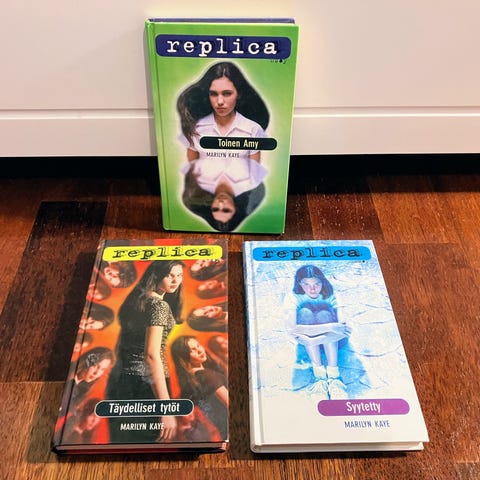 replica
Toinen Amy
MARILYN KAYE
replica
Täydelliset tytöt
MARILYN KAYE
replica
Syytetty
MARILYN KAYE